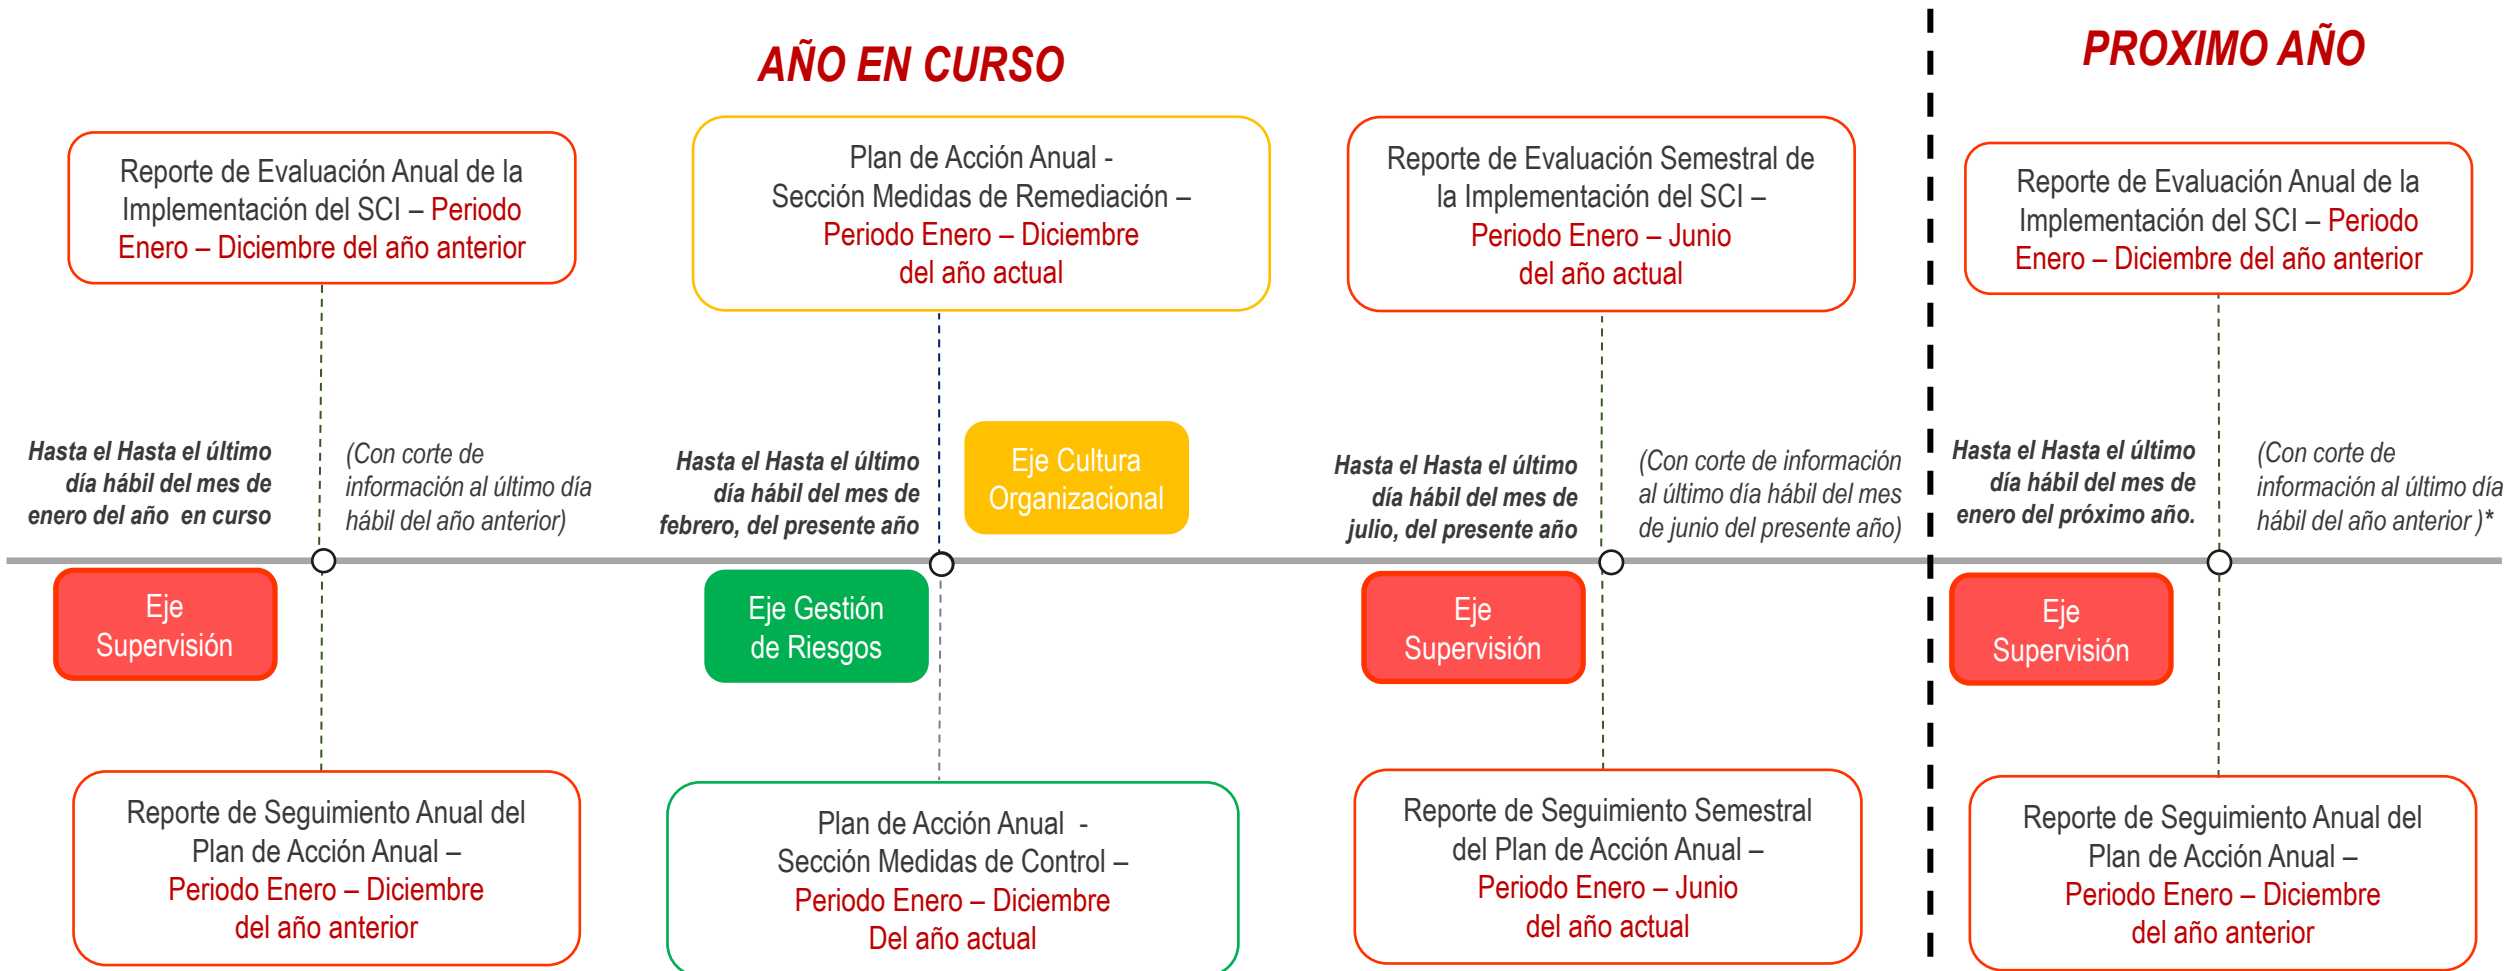 AÑO EN CURSO
PROXIMO AÑO
Reporte de Evaluación Anual de la
Implementación del SCI – Periodo
Enero – Diciembre del año anterior
Plan de Acción Anual -
Sección Medidas de Remediación –
Periodo Enero – Diciembre
del año actual
Reporte de Evaluación Semestral de
la Implementación del SCI –
Periodo Enero – Junio
del año actual
Reporte de Evaluación Anual de la
Implementación del SCI – Periodo
Enero – Diciembre del año anterior
Hasta el Hasta el último
día hábil del mes de
enero del año en curso
(Con corte de
información al último día
hábil del año anterior)
Hasta el Hasta el último
día hábil del mes de
febrero, del presente año
Eje Cultura
Organizacional
Hasta el Hasta el último
día hábil del mes de
julio, del presente año
(Con corte de información
al último día hábil del mes
de junio del presente año)
Hasta el Hasta el último
día hábil del mes de
enero del próximo año.
(Con corte de
información al último día
hábil del año anterior )*
Eje
Supervisión
Eje Gestión
de Riesgos
Eje
Supervisión
Eje
Supervisión
Reporte de Seguimiento Anual del
Plan de Acción Anual –
Periodo Enero – Diciembre
del año anterior
Plan de Acción Anual -
Sección Medidas de Control –
Periodo Enero – Diciembre
Del año actual
Reporte de Seguimiento Semestral
del Plan de Acción Anual –
Periodo Enero – Junio
del año actual
Reporte de Seguimiento Anual del
Plan de Acción Anual –
Periodo Enero – Diciembre
del año anterior